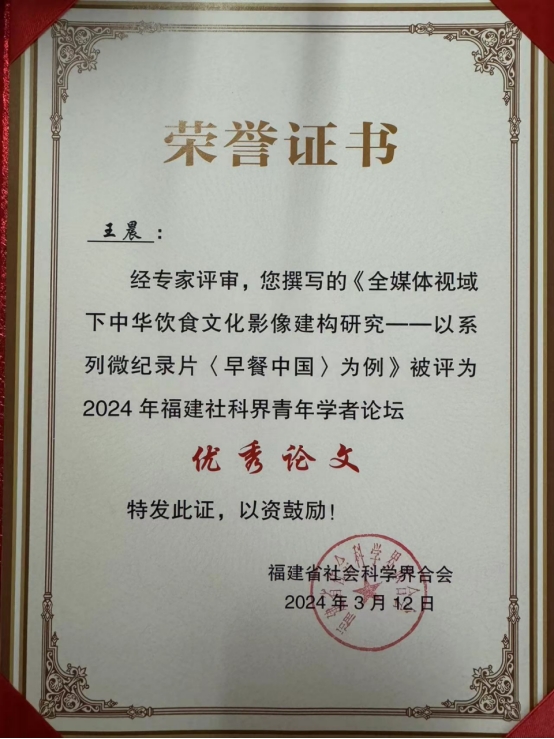 荣誉证书
王晨：
经专家评审，您撰写的《全媒体视域
下中华饮食文化影像建构研究——以系
列微纪录片〈早餐中国〉为例》被评为
2024年福建社科界青年学者论坛
优秀论文
特发此证，以资鼓励！
福建省社会科学界合会
2024年3月12日